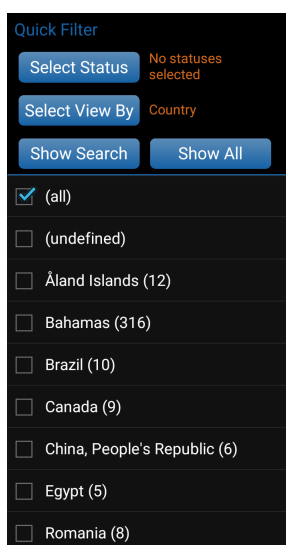 Quick Filter
Select Status
No statuses
selected
Select View By
Country
Show Search
Show All
(all)
(undefined)
Åland Islands (12)
Bahamas (316)
Brazil (10)
Canada (9)
China, People's Republic (6)
Egypt (5)
Romania (8)